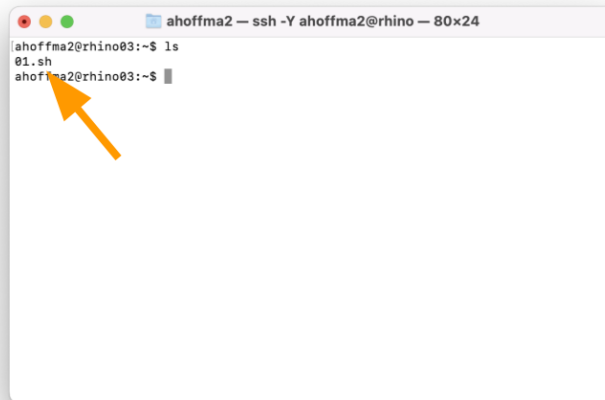 ahoffma2 — ssh -Y ahoffma2@rhino — 80×24
ahoffma2@rhino03:~$ ls
01.sh
ahoffma2@rhino03:~$